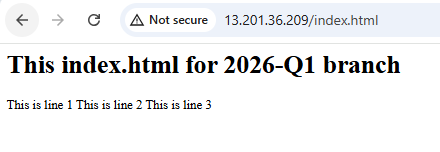 Not secure 13.201.36.209/index.html
This index.html for 2026-Q1 branch
This is line 1 This is line 2 This is line 3